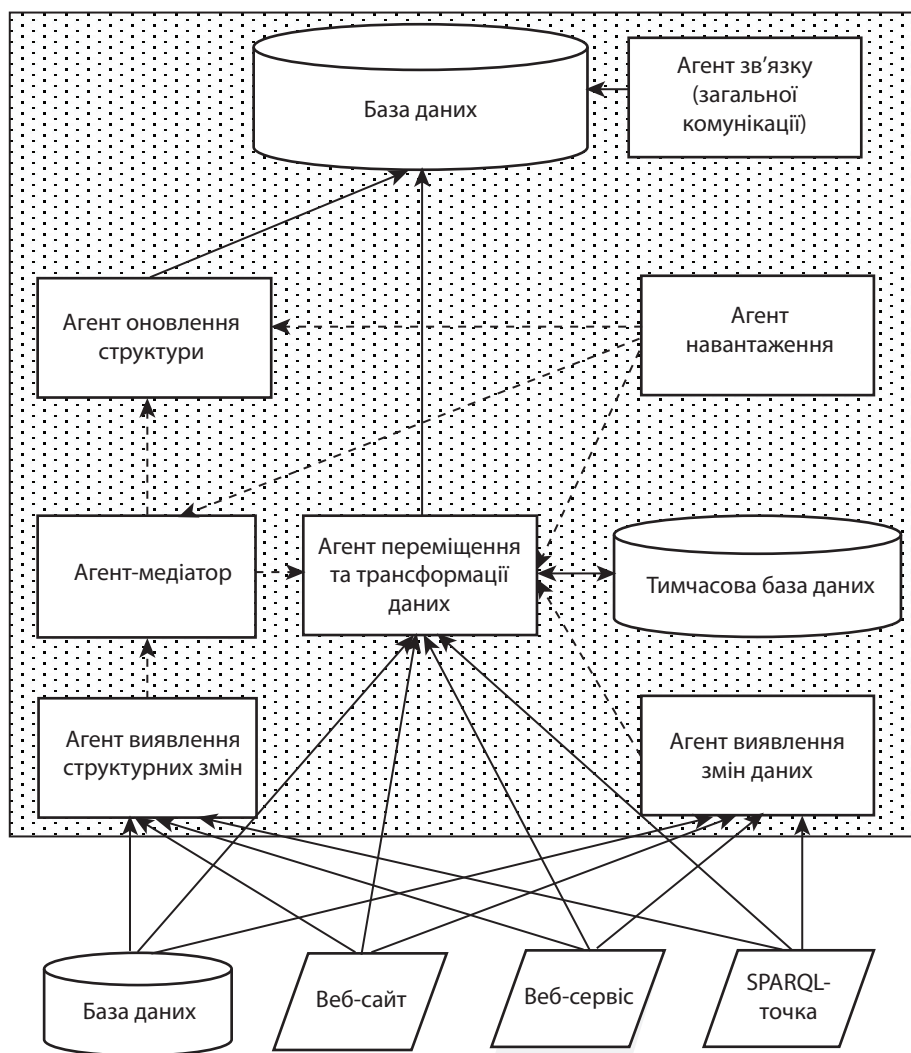 База даних
Агент зв'язку
(загальної
комунікації)
Агент оновлення
структури
Агент
навантаження
Агент-медіатор
Агент переміщення
та трансформації
даних
Тимчасова база даних
Агент виявлення
структурних змін
Агент виявлення
змін даних
База даних
Веб-сайт
Веб-сервіс
SPARQL-
точка